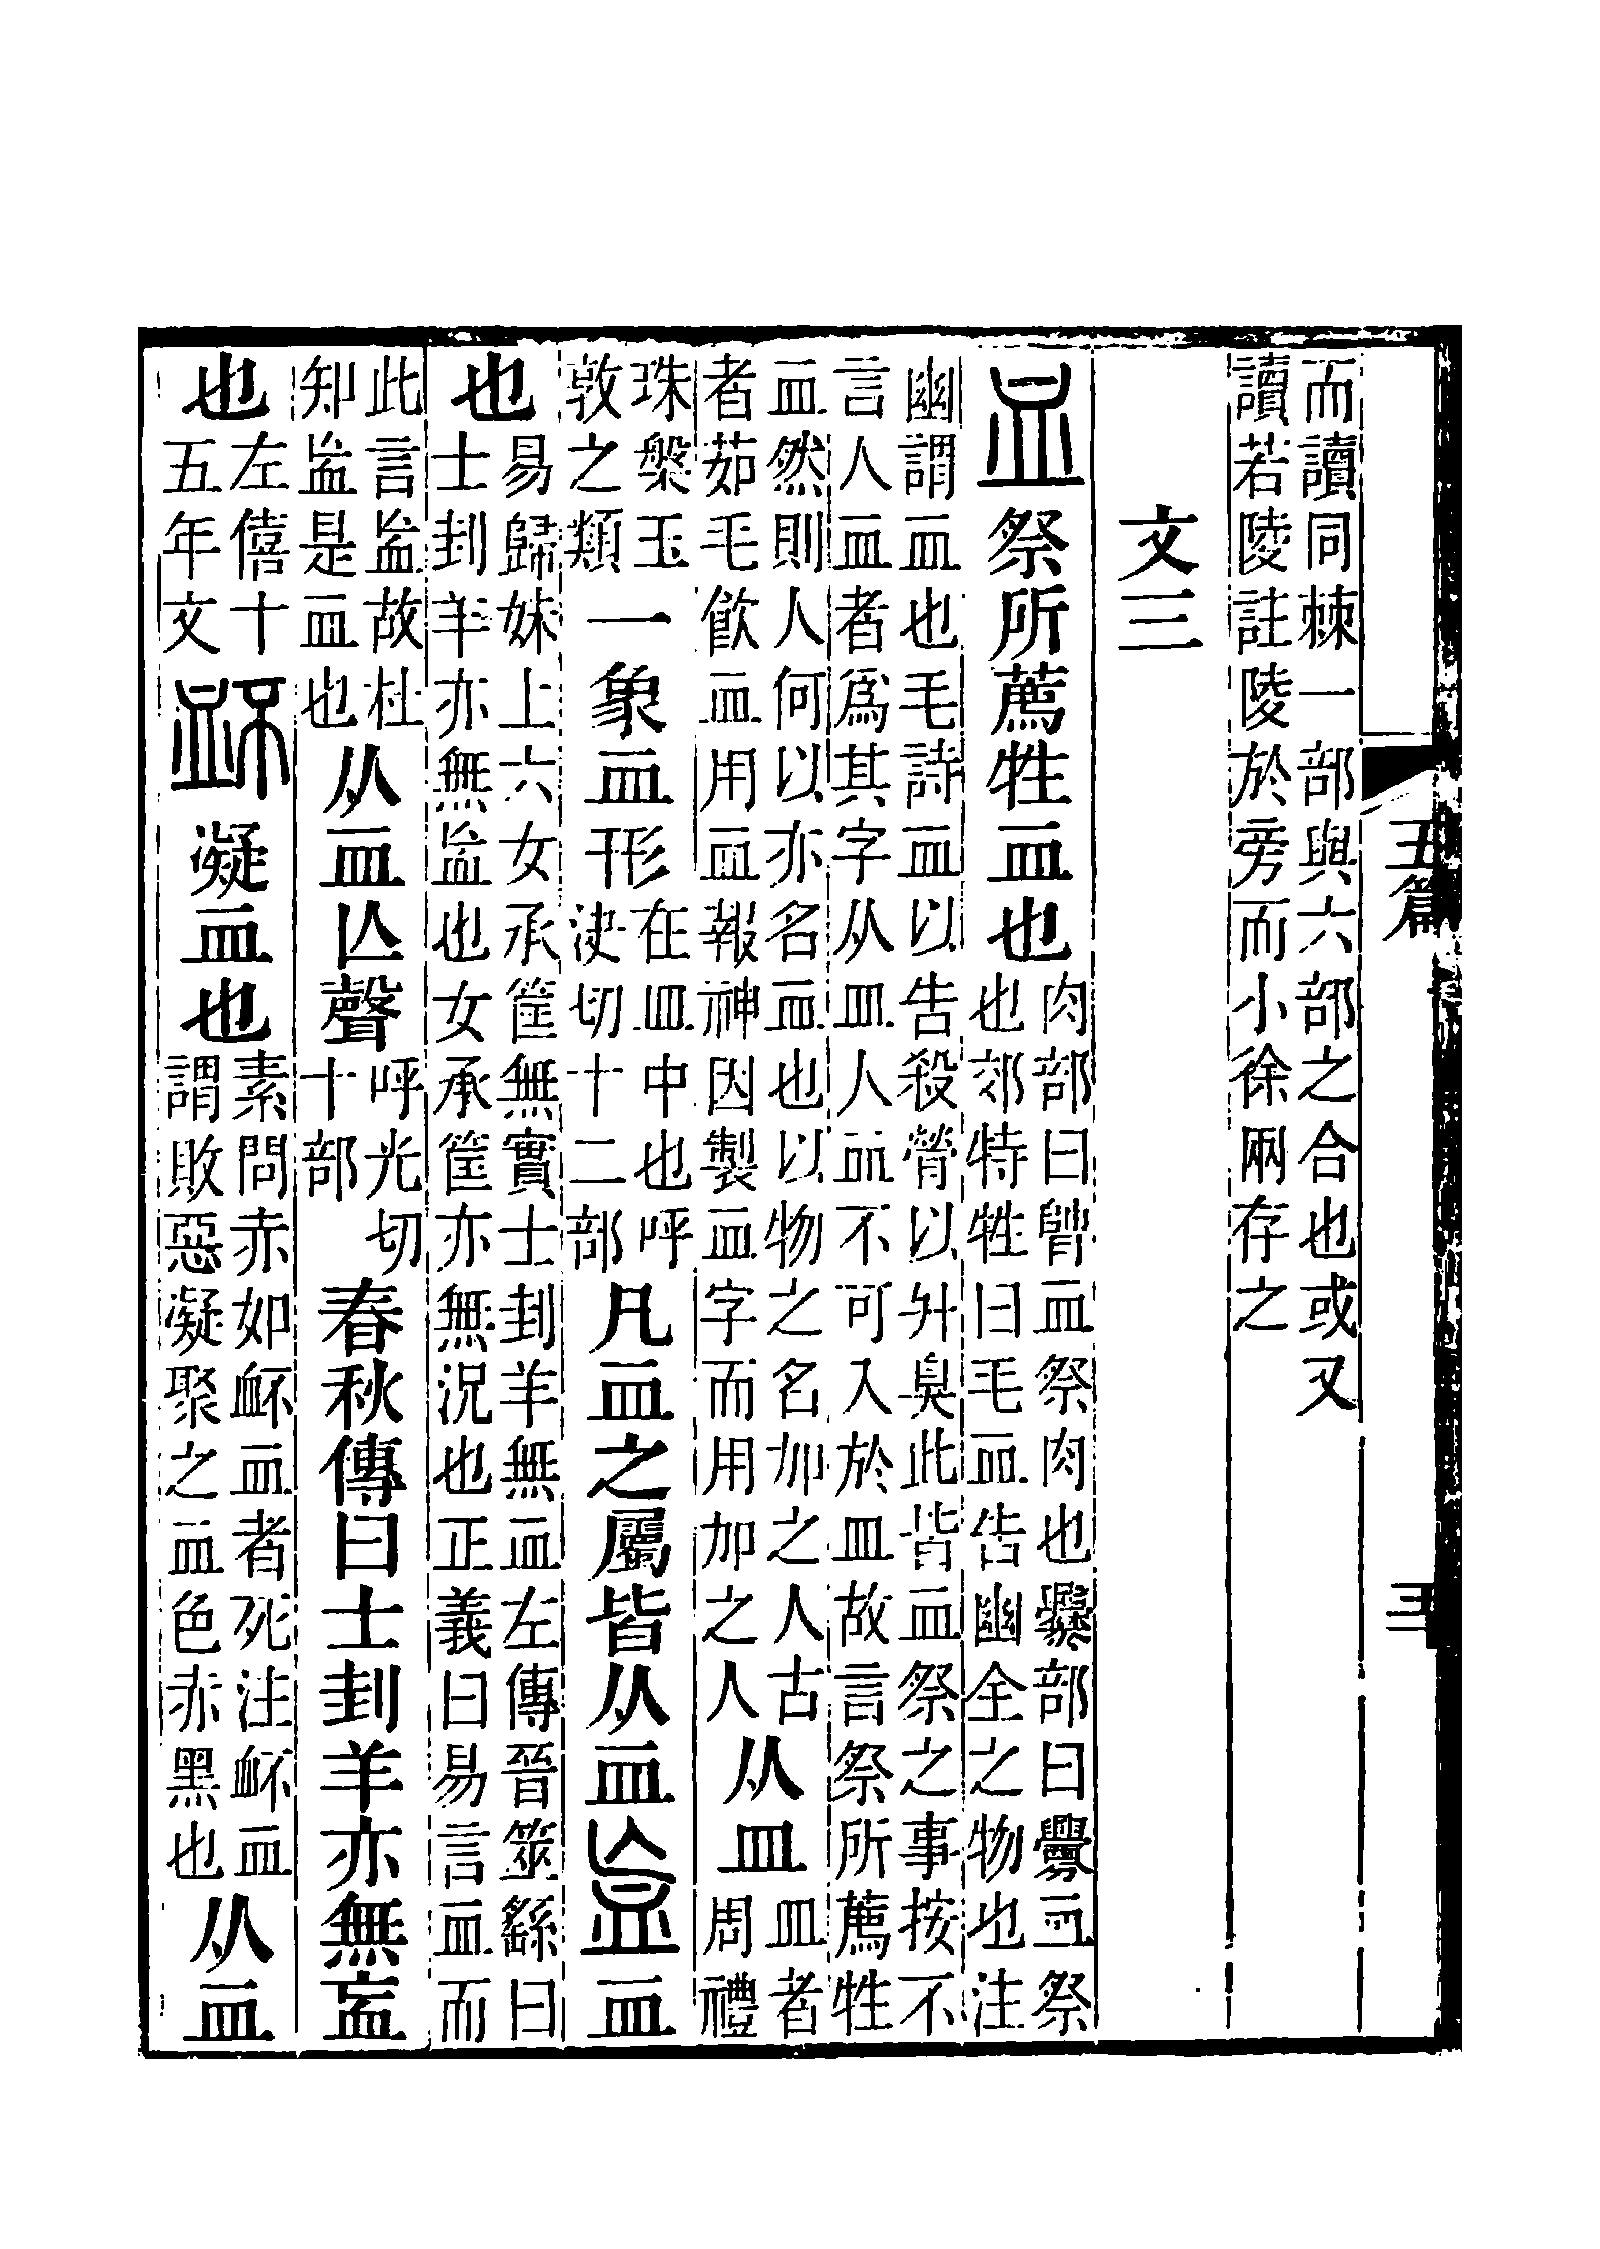 五篇 三
而讀同棘一部與六部之合也或又
讀若陵註陵於旁而小徐兩存之
文三
血祭所薦牲血也
肉部曰膟血祭肉也爨部曰釁血祭
也郊特牲曰毛血告幽全之物也注
幽謂血也毛詩血以告殺膋以升臭此皆血祭之事按不
言人血者爲其字从皿人血不可入於皿故言祭所薦牲
血然則人何以亦名血也以物之名加之人古
者茹毛飮血用血報神因製血字而用加之人
从皿
皿者
周禮
珠槃玉
敦之類
一象血形
在皿中也呼
決切十二部
凡血之屬皆从血衁血
也
易歸妹上六女承筐無實士刲羊無血左傳晉筮繇曰
士刲羊亦無衁也女承筐亦無況也正義曰易言血而
此言衁故杜
知衁是血也
从血亾聲
呼光切
十部
春秋傳曰士刲羊亦無衁
也
左僖十
五年文
衃凝血也
素問赤如衃血者死注衃血
謂敗惡凝聚之血色赤黑也
从血